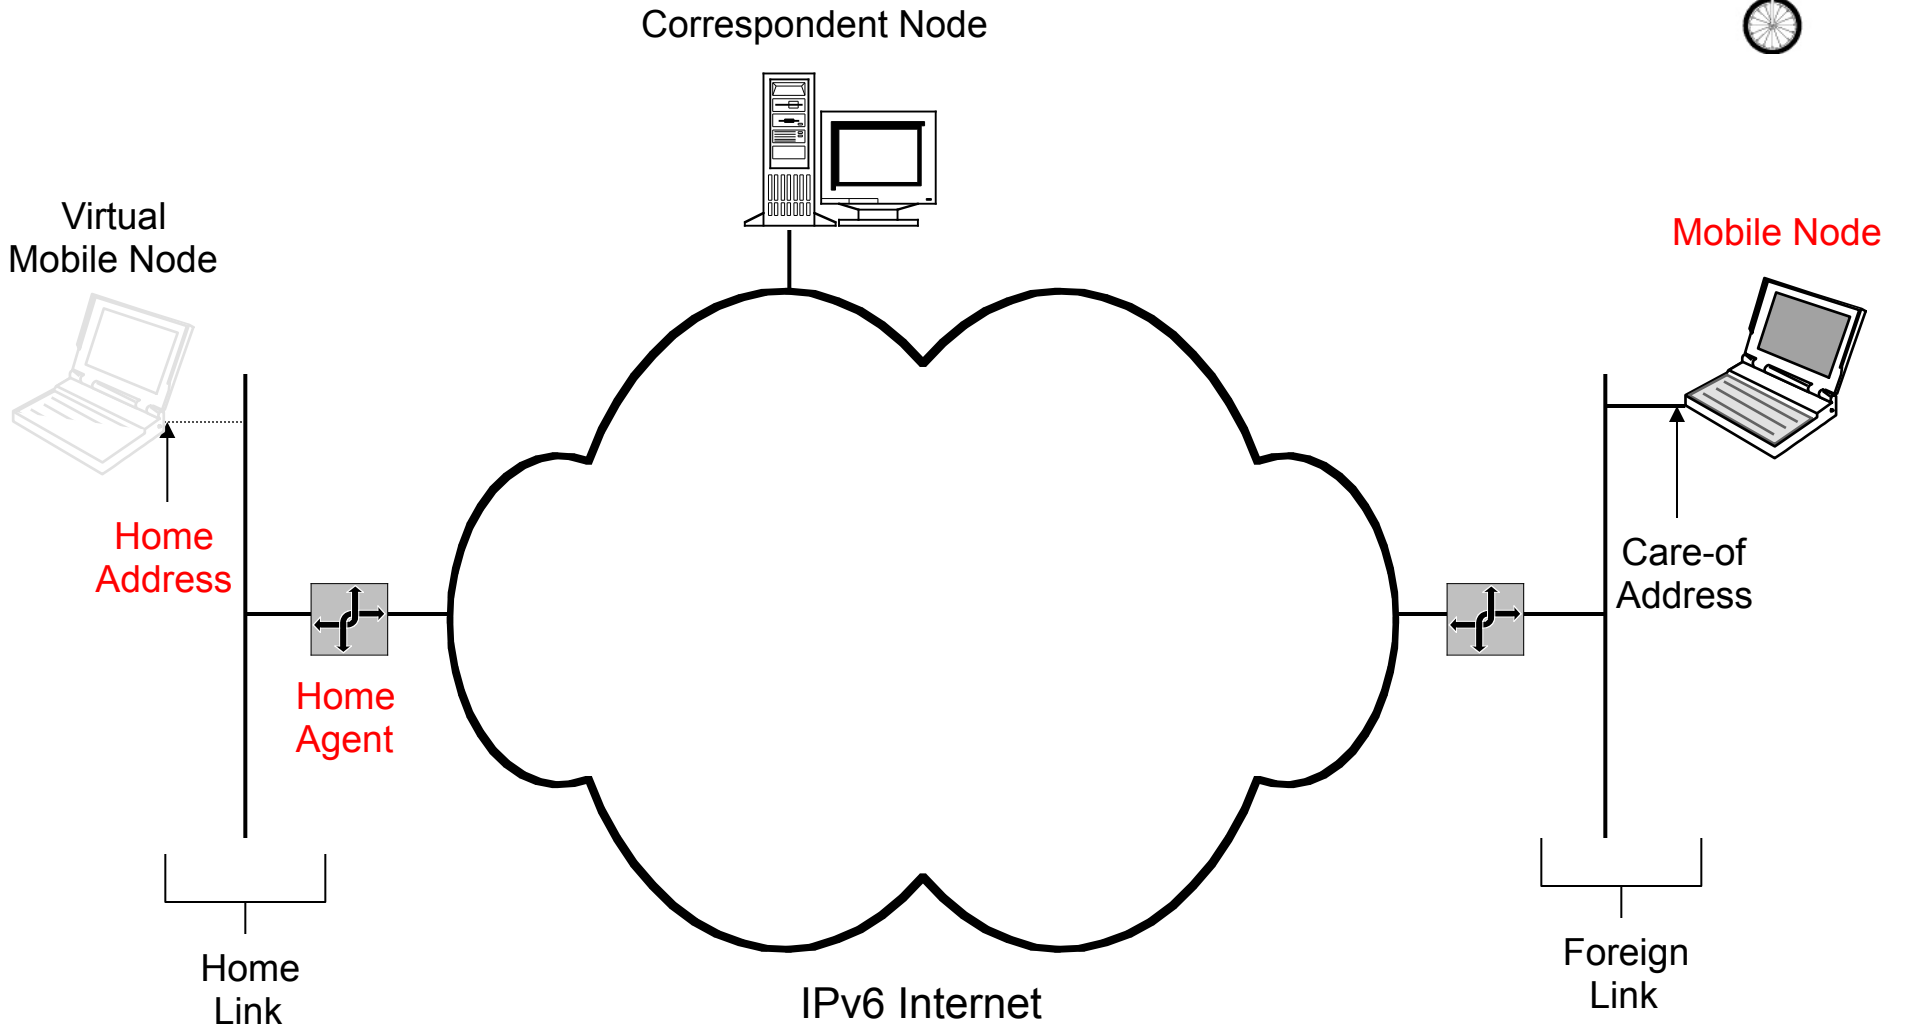 Correspondent Node
Virtual
Mobile Node
Mobile Node
Home
Address
Care-of
Address
Home
Agent
Home
Link
Foreign
Link
IPv6 Internet